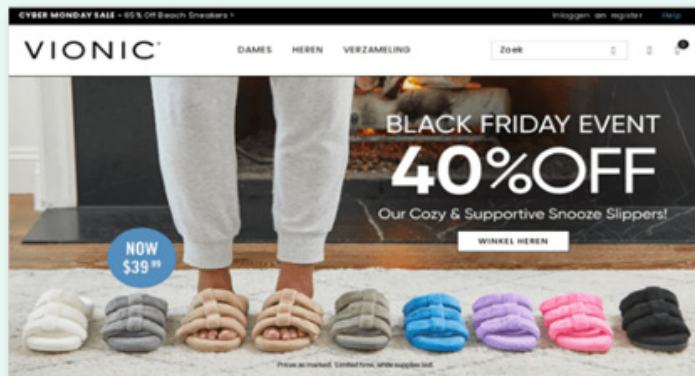 CYBER MONDAY SALE - 65% Off Beach Sneakers >
Inloggen om register Help
VIONIC
DAMES HEREN VERZAMELING
Zoek
0
BLACK FRIDAY EVENT
40%OFF
Our Cozy & Supportive Snooze Slippers!
WINKEL HEREN
NOW
$39.99
Prices as marked. Limited time, while supplies last.